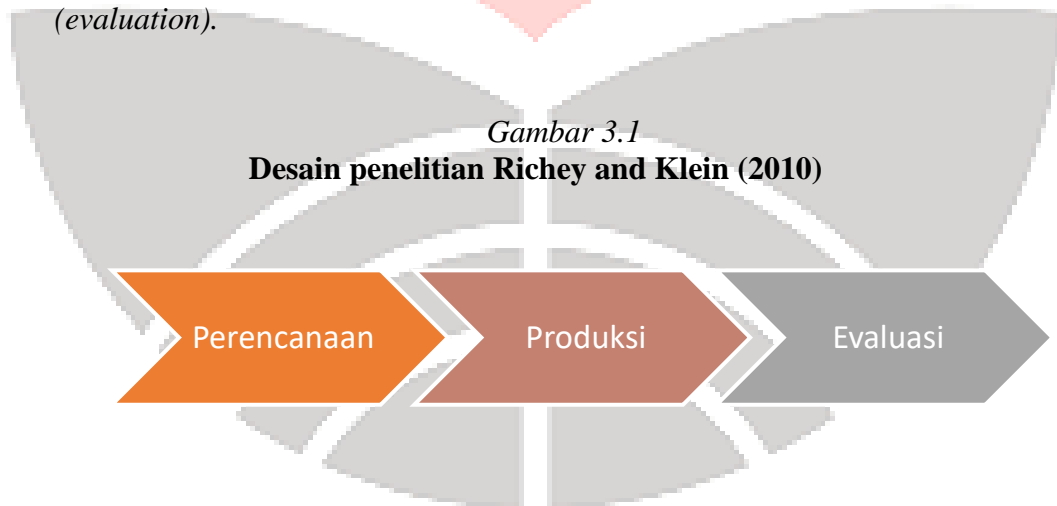 (evaluation).
Gambar 3.1
Desain penelitian Richey and Klein (2010)
Perencanaan Produksi Evaluasi